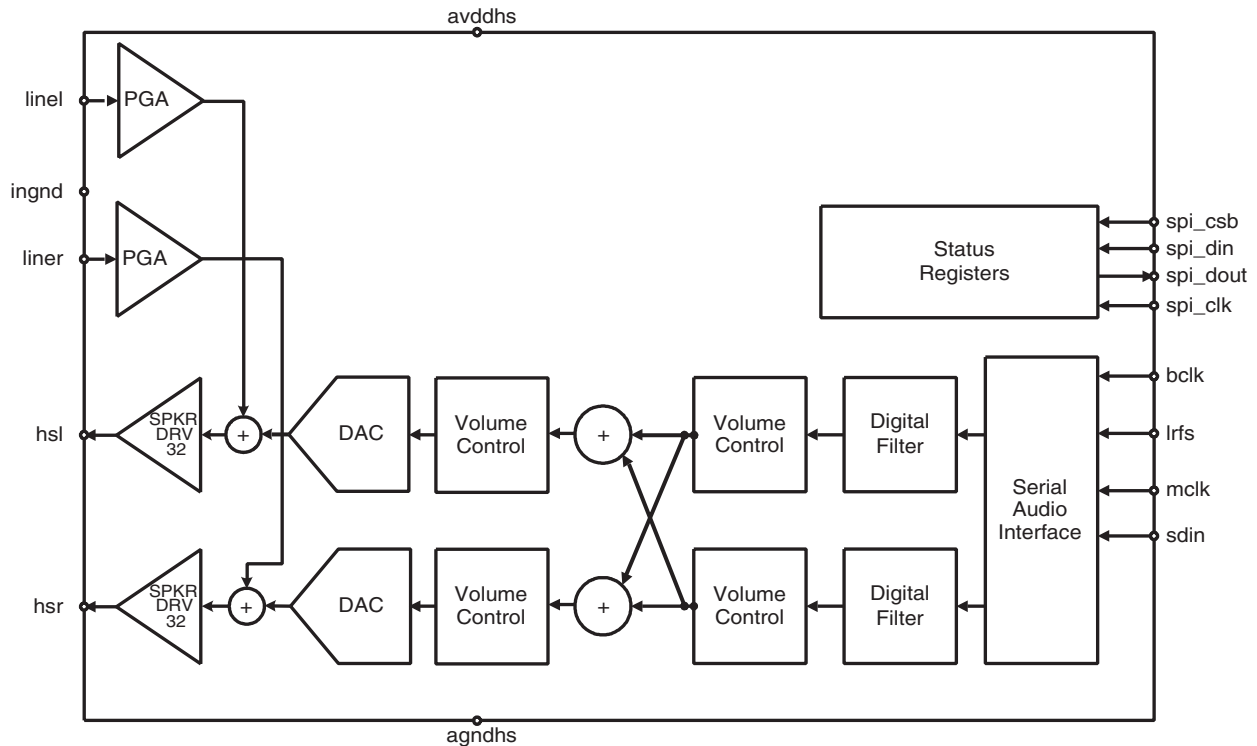 avddhs
linel
PGA
ingnd
liner
PGA
Status
Registers
spi_csb
spi_din
spi_dout
spi_clk
hsl
SPKR
DRV
32
+
DAC
Volume
Control
+
Volume
Control
Digital
Filter
Serial
Audio
Interface
bclk
lrfs
mclk
sdin
hsr
SPKR
DRV
32
+
DAC
Volume
Control
+
Volume
Control
Digital
Filter
agndhs